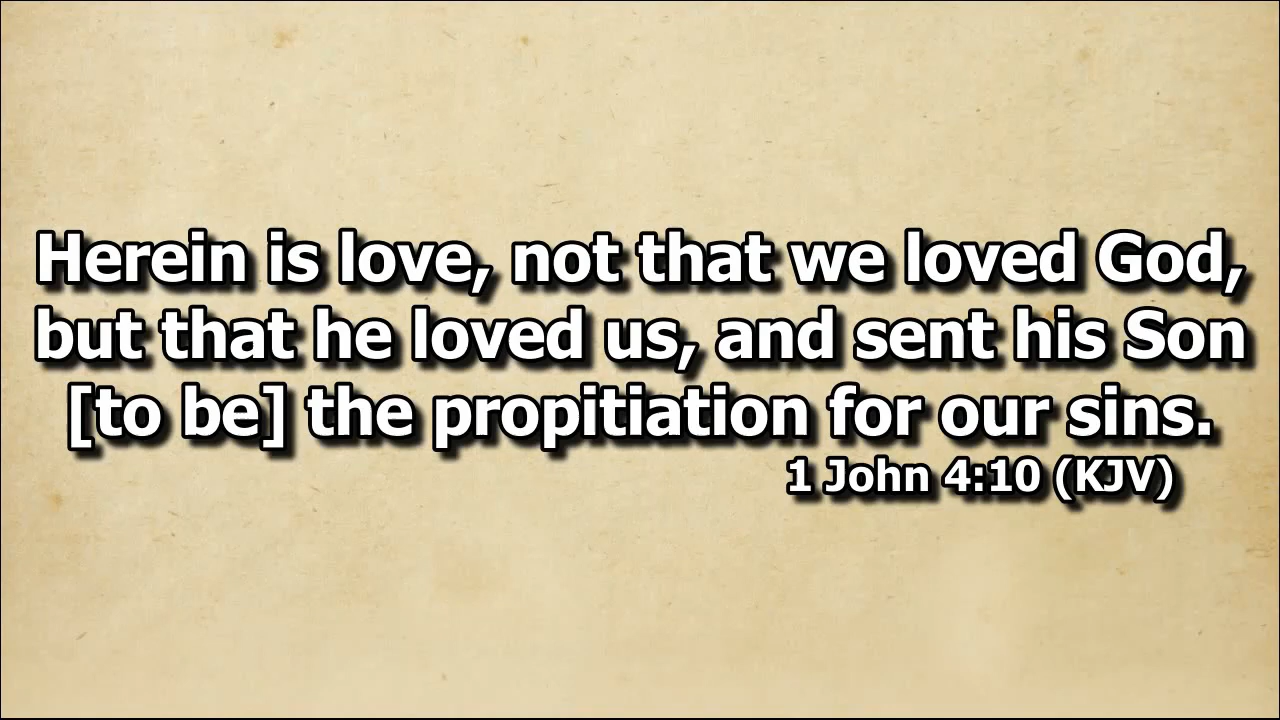 Herein is love, not that we loved God,
but that he loved us, and sent his Son
[to be] the propitiation for our sins.
1 John 4:10 (KJV)